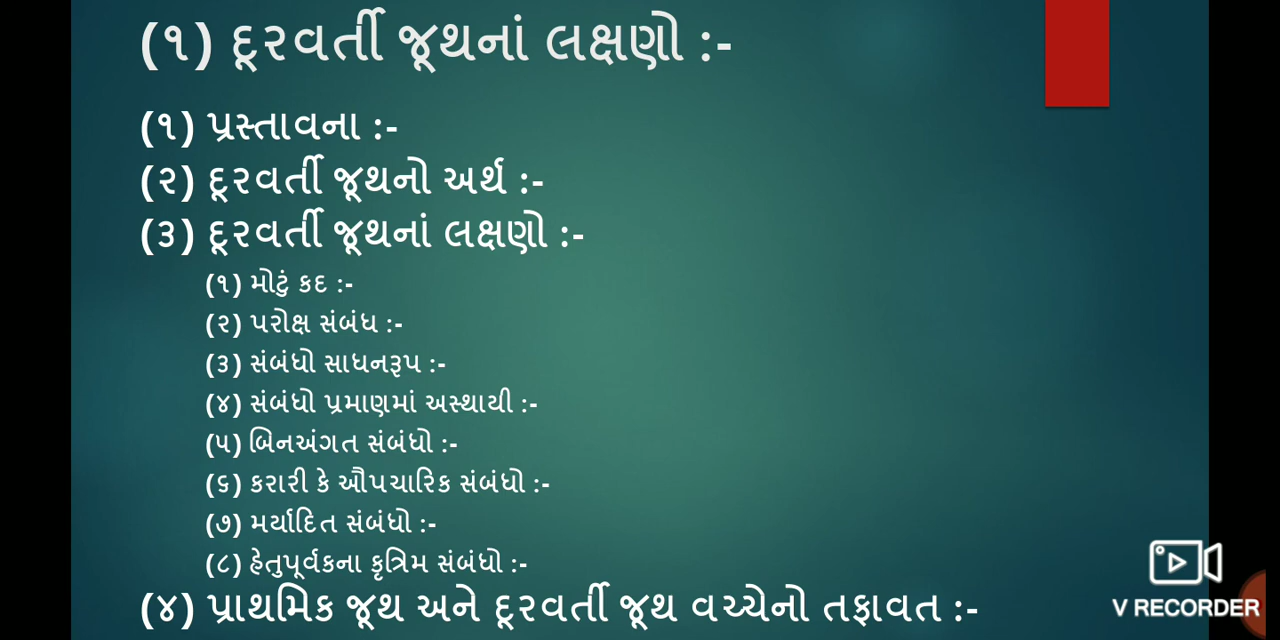 (૧) દૂરવર્તી જૂથનાં લક્ષણો :-
(૧) પ્રસ્તાવના :-
(૨) દૂરવર્તી જૂથનો અર્થ :-
(૩) દૂરવર્તી જૂથનાં લક્ષણો :-
(૧) મોટું કદ :-
(૨) પરોક્ષ સંબંધ :-
(૩) સંબંધો સાધનરૂપ :-
(૪) સંબંધો પ્રમાણમાં અસ્થાયી :-
(૫) બિનઅંગત સંબંધો :-
(૬) કરારી કે ઔપચારિક સંબંધો :-
(૭) મર્યાદિત સંબંધો :-
(૮) હેતુપૂર્વકના કૃત્રિમ સંબંધો :-
(૪) પ્રાથમિક જૂથ અને દૂરવર્તી જૂથ વચ્ચેનો તફાવત :-
V RECORDER